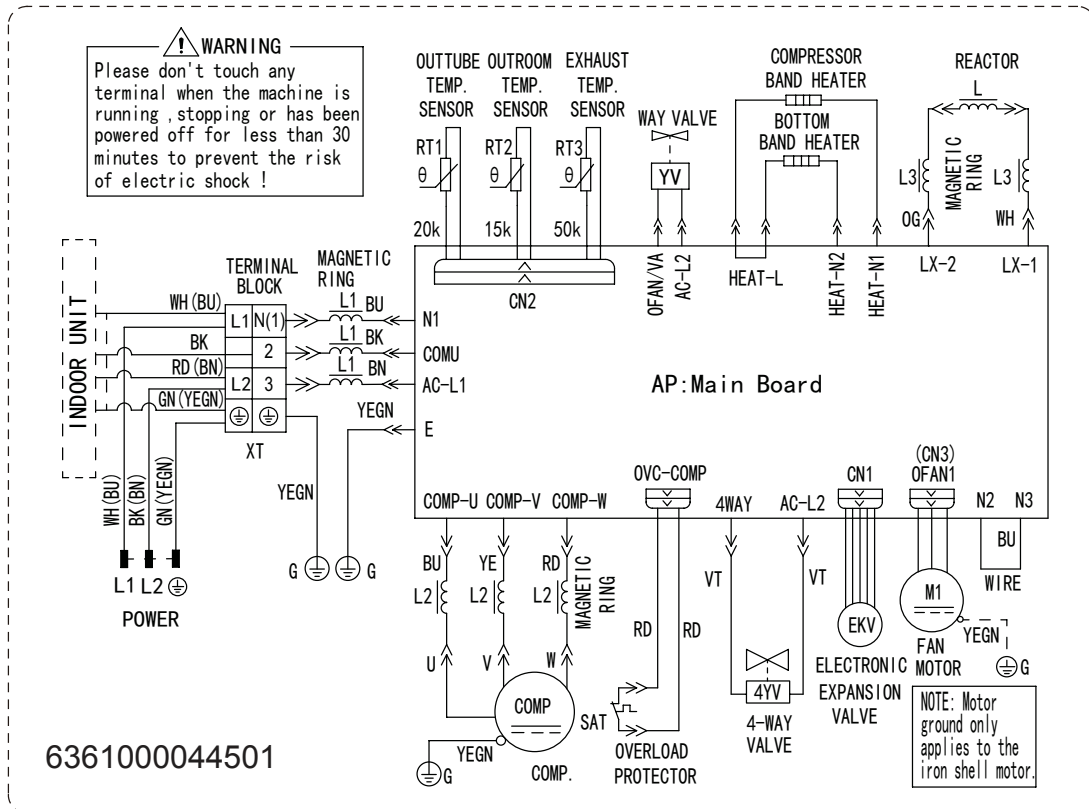 WARNING
Please don't touch any
terminal when the machine is
running ,stopping or has been
powered off for less than 30
minutes to prevent the risk
of electric shock !
OUTTUBE OUTROOM EXHAUST
TEMP. TEMP. TEMP.
SENSOR SENSOR SENSOR
RT1 RT2 RT3
θ θ θ
20k 15k 50k
CN2
WAY VALVE
YV
OFAN/VA
AC-L2
COMPRESSOR
BAND HEATER
BOTTOM
BAND HEATER
HEAT-L
HEAT-N2
HEAT-N1
REACTOR
L
L3 MAGNETIC RING L3
OG WH
LX-2 LX-1
INDOOR UNIT
TERMINAL
BLOCK
MAGNETIC
RING
WH(BU)
BK
RD(BN)
GN(YEGN)
L1 N(1)
2
L2 3
XT
L1 BU
L1 BK
L1 BN
N1
COMU
AC-L1
YEGN
E
AP:Main Board
WH(BU)
BK(BN)
GN(YEGN)
L1 L2
POWER
YEGN
G G
COMP-U COMP-V COMP-W
BU YE RD
L2 L2 L2
MAGNETIC
RING
U V W
COMP
YEGN
G
COMP.
OVC-COMP
RD RD
SAT
OVERLOAD
PROTECTOR
4WAY AC-L2
VT VT
4YV
4-WAY
VALVE
CN1
EKV
ELECTRONIC
EXPANSION
VALVE
(CN3)
OFAN1
M1
YEGN
G
FAN
MOTOR
N2 N3
BU
WIRE
NOTE: Motor
ground only
applies to the
iron shell motor.
6361000044501